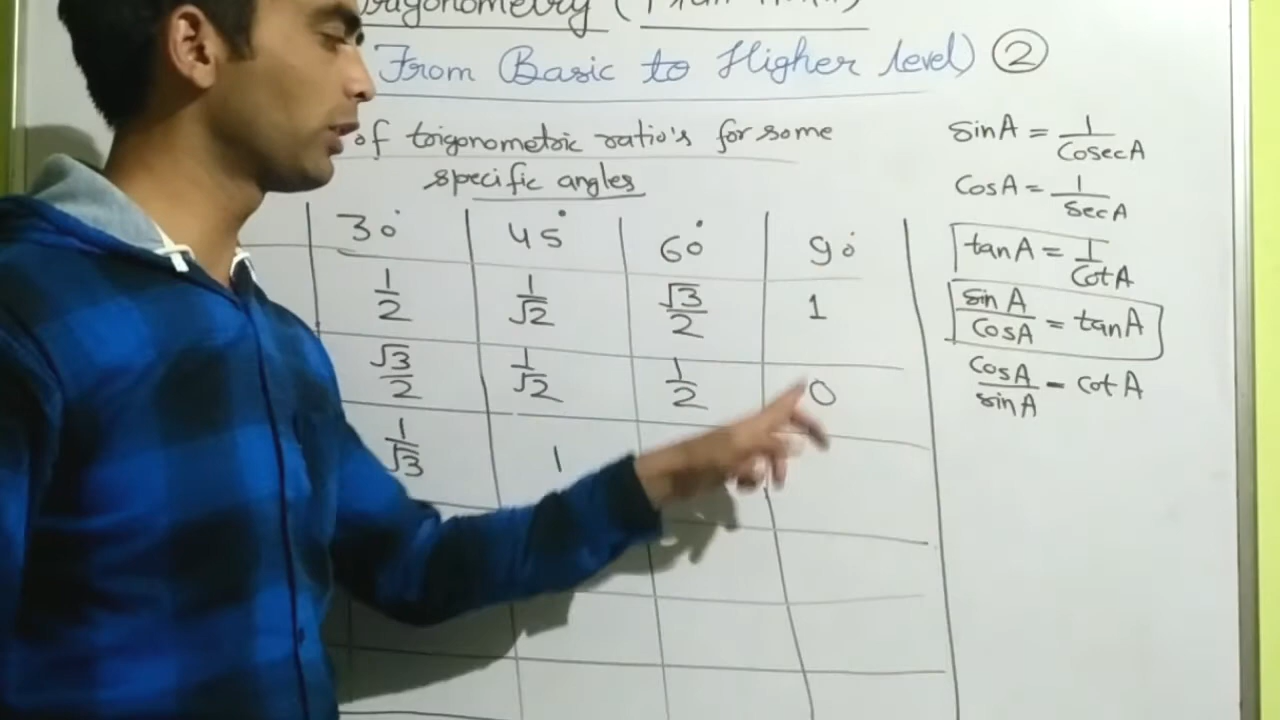 Trigonometry (
From Basic to Higher level) ②
of trigonometric ratio's for some
specific angles
30° 45° 60° 90°
1/2 1/√2 √3/2 1
√3/2 1/√2 1/2 0
1/√3 1
sinA = 1/CosecA
CosA = 1/SecA
tanA = 1/CotA
sinA/CosA = tanA
CosA/sinA - cotA